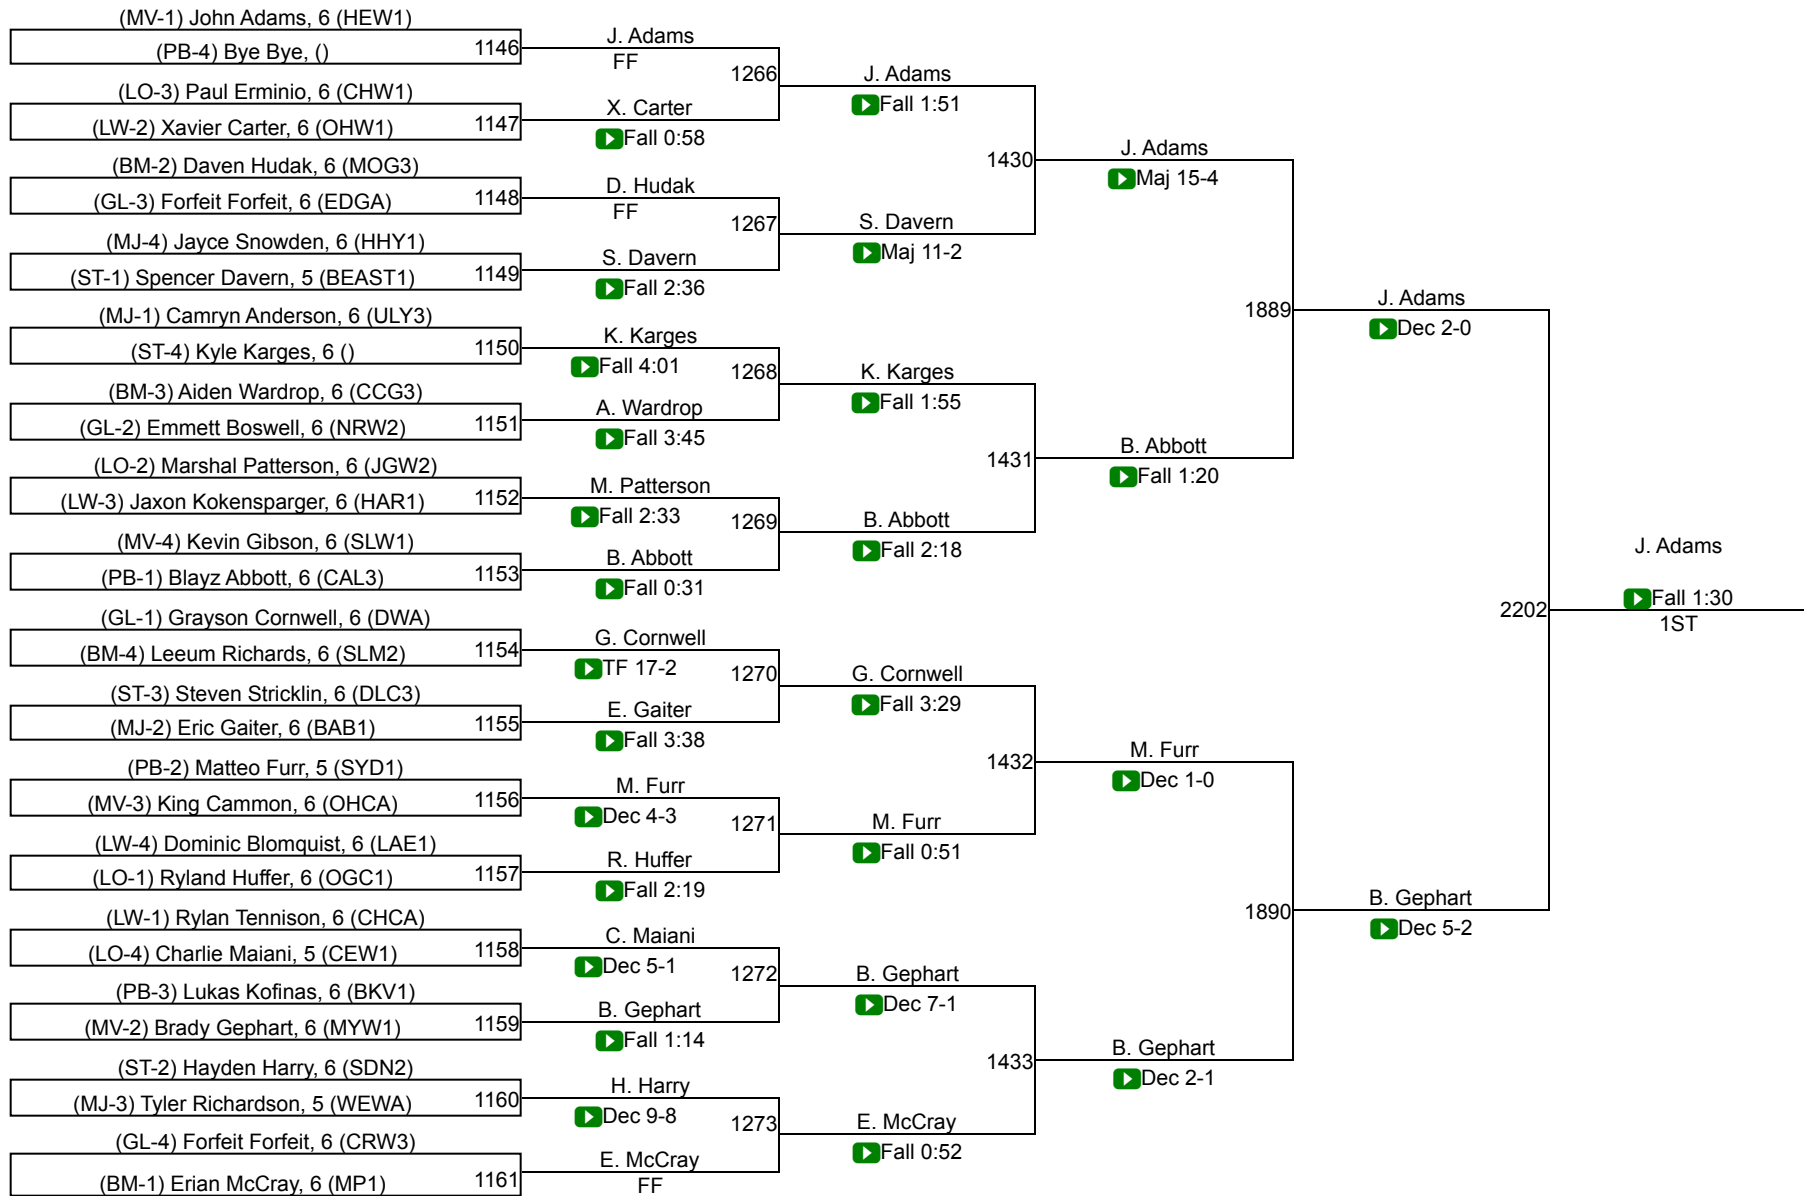 (MV-1) John Adams, 6 (HEW1)
(PB-4) Bye Bye, ()
1146
(LO-3) Paul Erminio, 6 (CHW1)
(LW-2) Xavier Carter, 6 (OHW1)
1147
(BM-2) Daven Hudak, 6 (MOG3)
(GL-3) Forfeit Forfeit, 6 (EDGA)
1148
(MJ-4) Jayce Snowden, 6 (HHY1)
(ST-1) Spencer Davern, 5 (BEAST1)
1149
(MJ-1) Camryn Anderson, 6 (ULY3)
(ST-4) Kyle Karges, 6 ()
1150
(BM-3) Aiden Wardrop, 6 (CCG3)
(GL-2) Emmett Boswell, 6 (NRW2)
1151
(LO-2) Marshal Patterson, 6 (JGW2)
(LW-3) Jaxon Kokensparger, 6 (HAR1)
1152
(MV-4) Kevin Gibson, 6 (SLW1)
(PB-1) Blayz Abbott, 6 (CAL3)
1153
(GL-1) Grayson Cornwell, 6 (DWA)
(BM-4) Leeum Richards, 6 (SLM2)
1154
(ST-3) Steven Stricklin, 6 (DLC3)
(MJ-2) Eric Gaiter, 6 (BAB1)
1155
(PB-2) Matteo Furr, 5 (SYD1)
(MV-3) King Cammon, 6 (OHCA)
1156
(LW-4) Dominic Blomquist, 6 (LAE1)
(LO-1) Ryland Huffer, 6 (OGC1)
1157
(LW-1) Rylan Tennison, 6 (CHCA)
(LO-4) Charlie Maiani, 5 (CEW1)
1158
(PB-3) Lukas Kofinas, 6 (BKV1)
(MV-2) Brady Gephart, 6 (MYW1)
1159
(ST-2) Hayden Harry, 6 (SDN2)
(MJ-3) Tyler Richardson, 5 (WEWA)
1160
(GL-4) Forfeit Forfeit, 6 (CRW3)
(BM-1) Erian McCray, 6 (MP1)
1161
J. Adams
FF
1266
X. Carter
Fall 0:58
D. Hudak
FF
1267
S. Davern
Fall 2:36
K. Karges
Fall 4:01
1268
A. Wardrop
Fall 3:45
M. Patterson
Fall 2:33
1269
B. Abbott
Fall 0:31
G. Cornwell
TF 17-2
1270
E. Gaiter
Fall 3:38
M. Furr
Dec 4-3
1271
R. Huffer
Fall 2:19
C. Maiani
Dec 5-1
1272
B. Gephart
Fall 1:14
H. Harry
Dec 9-8
1273
E. McCray
FF
J. Adams
Fall 1:51
1430
S. Davern
Maj 11-2
K. Karges
Fall 1:55
1431
B. Abbott
Fall 2:18
G. Cornwell
Fall 3:29
1432
M. Furr
Fall 0:51
B. Gephart
Dec 7-1
1433
E. McCray
Fall 0:52
J. Adams
Maj 15-4
1889
B. Abbott
Fall 1:20
M. Furr
Dec 1-0
1890
B. Gephart
Dec 2-1
J. Adams
Dec 2-0
2202
B. Gephart
Dec 5-2
J. Adams
Fall 1:30
1ST